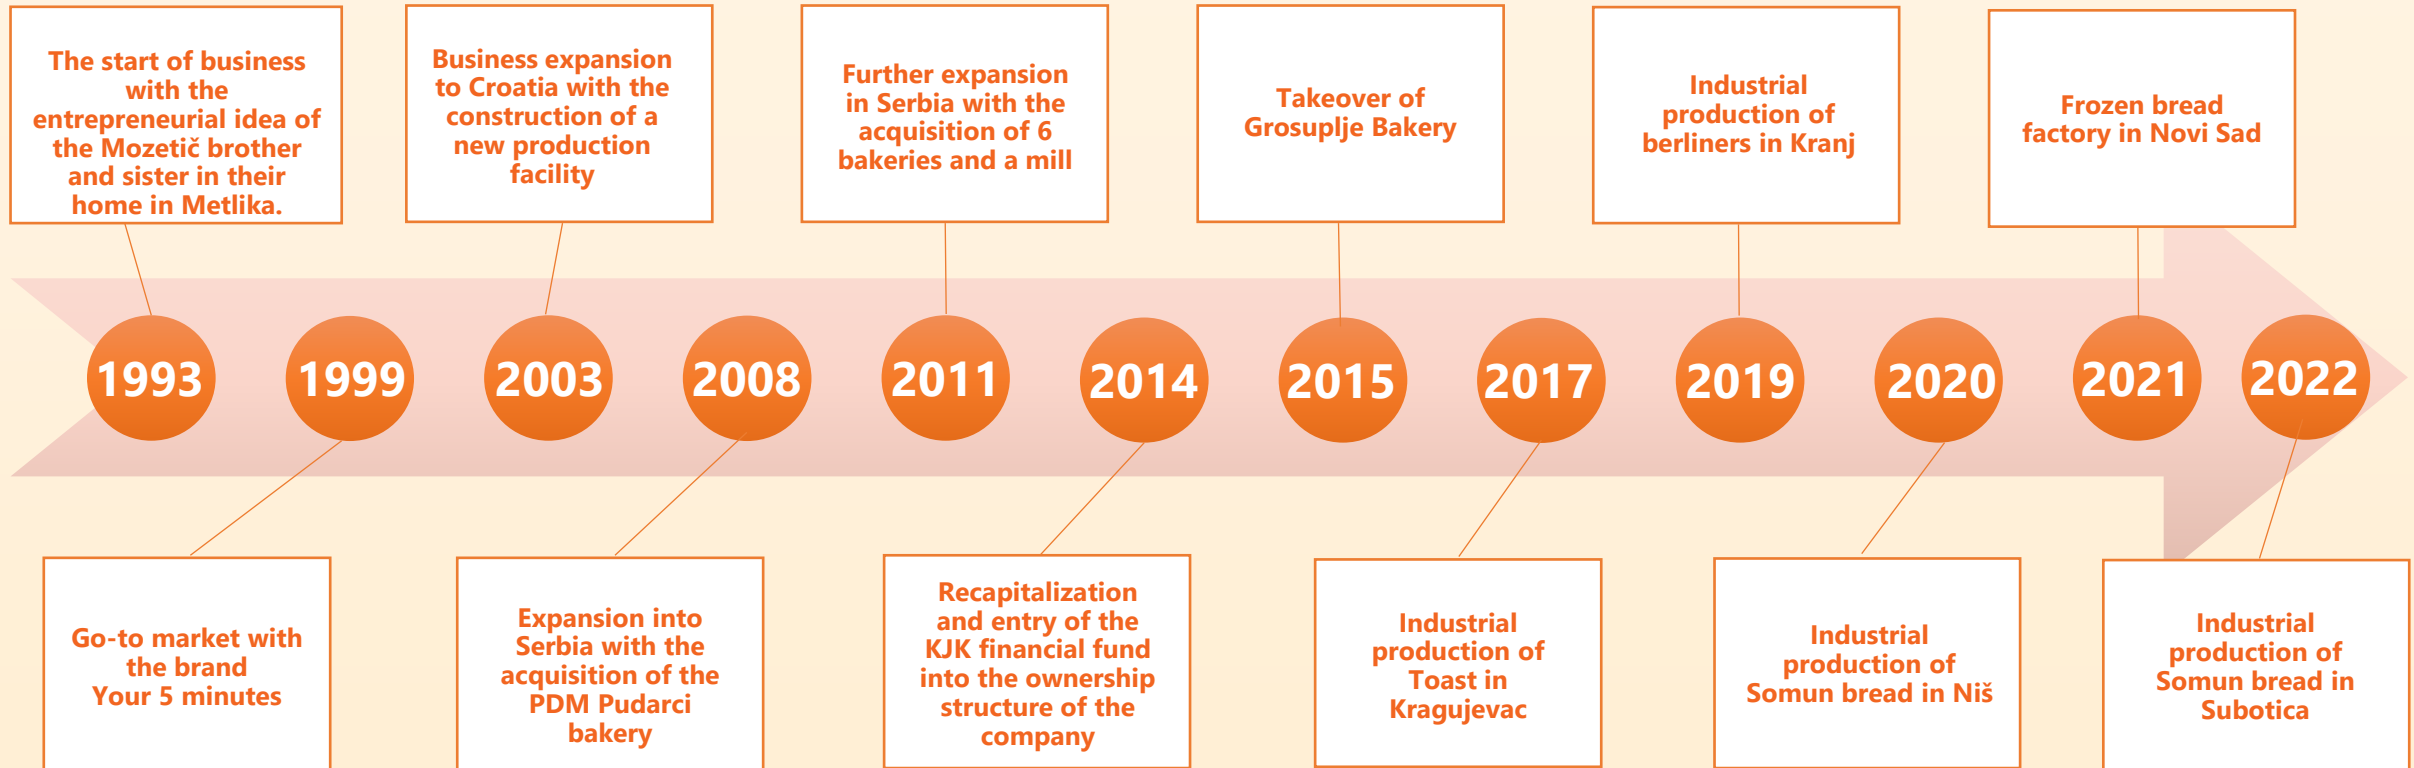 The start of business
with the
entrepreneurial idea of
the Mozetič brother
and sister in their
home in Metlika.
Business expansion
to Croatia with the
construction of a
new production
facility
Further expansion
in Serbia with the
acquisition of 6
bakeries and a mill
Takeover of
Grosuplje Bakery
Industrial
production of
berliners in Kranj
Frozen bread
factory in Novi Sad
1993
1999
2003
2008
2011
2014
2015
2017
2019
2020
2021
2022
Go-to market with
the brand
Your 5 minutes
Expansion into
Serbia with the
acquisition of the
PDM Pudarci
bakery
Recapitalization
and entry of the
KJK financial fund
into the ownership
structure of the
company
Industrial
production of
Toast in
Kragujevac
Industrial
production of
Somun bread in Niš
Industrial
production of
Somun bread in
Subotica